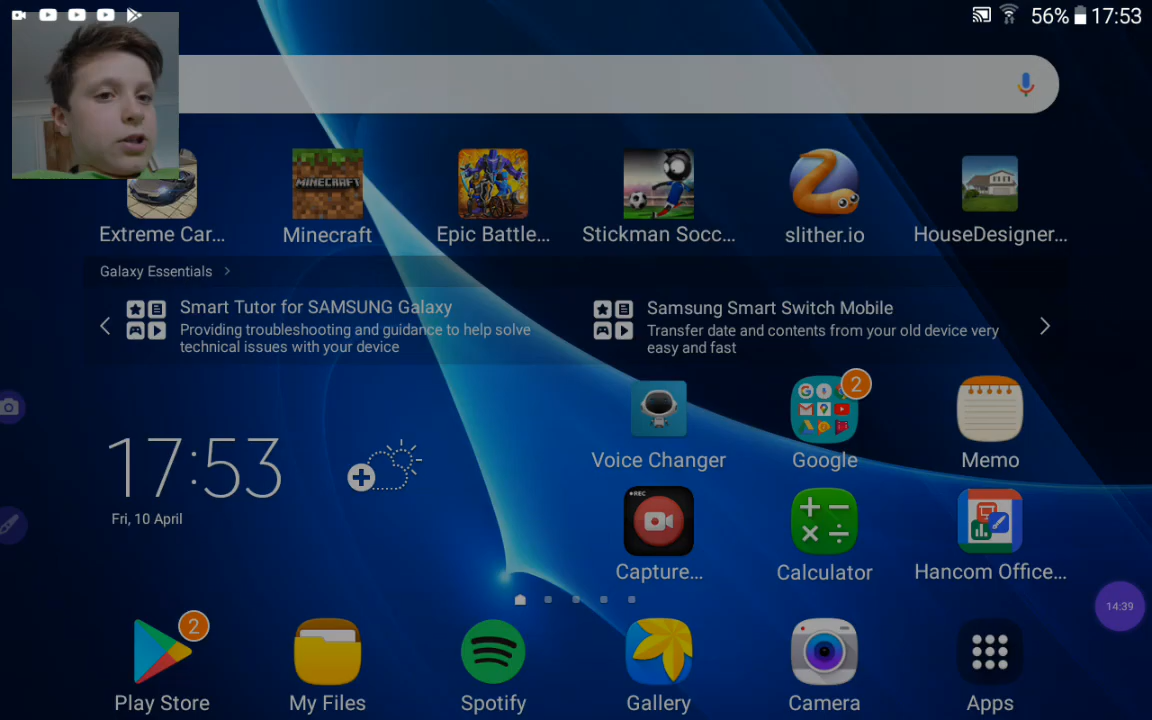 56% 17:53
Extreme Car...
MINECRAFT
Minecraft
Epic Battle...
Stickman Socc...
slither.io
HouseDesigner...
Galaxy Essentials >
Smart Tutor for SAMSUNG Galaxy
Providing troubleshooting and guidance to help solve
technical issues with your device
Samsung Smart Switch Mobile
Transfer date and contents from your old device very
easy and fast
17:53
Fri, 10 April
Voice Changer
2
Google
Memo
REC
Capture...
Calculator
Hancom Office...
14:39
2
Play Store
My Files
Spotify
Gallery
Camera
Apps